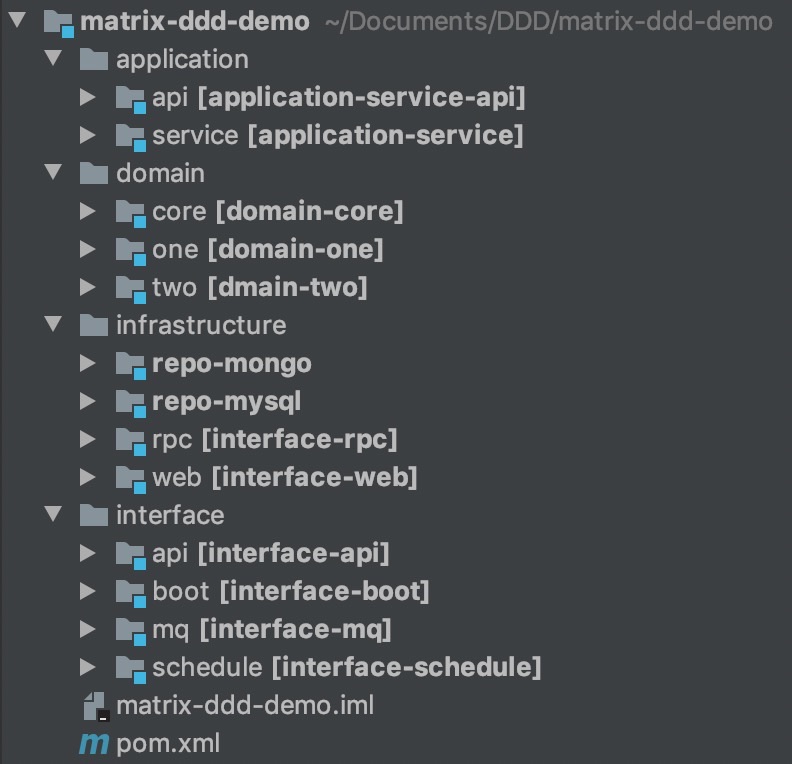 matrix-ddd-demo ~/Documents/DDD/matrix-ddd-demo
application
api [application-service-api]
service [application-service]
domain
core [domain-core]
one [domain-one]
two [dmain-two]
infrastructure
repo-mongo
repo-mysql
rpc [interface-rpc]
web [interface-web]
interface
api [interface-api]
boot [interface-boot]
mq [interface-mq]
schedule [interface-schedule]
matrix-ddd-demo.iml
m pom.xml